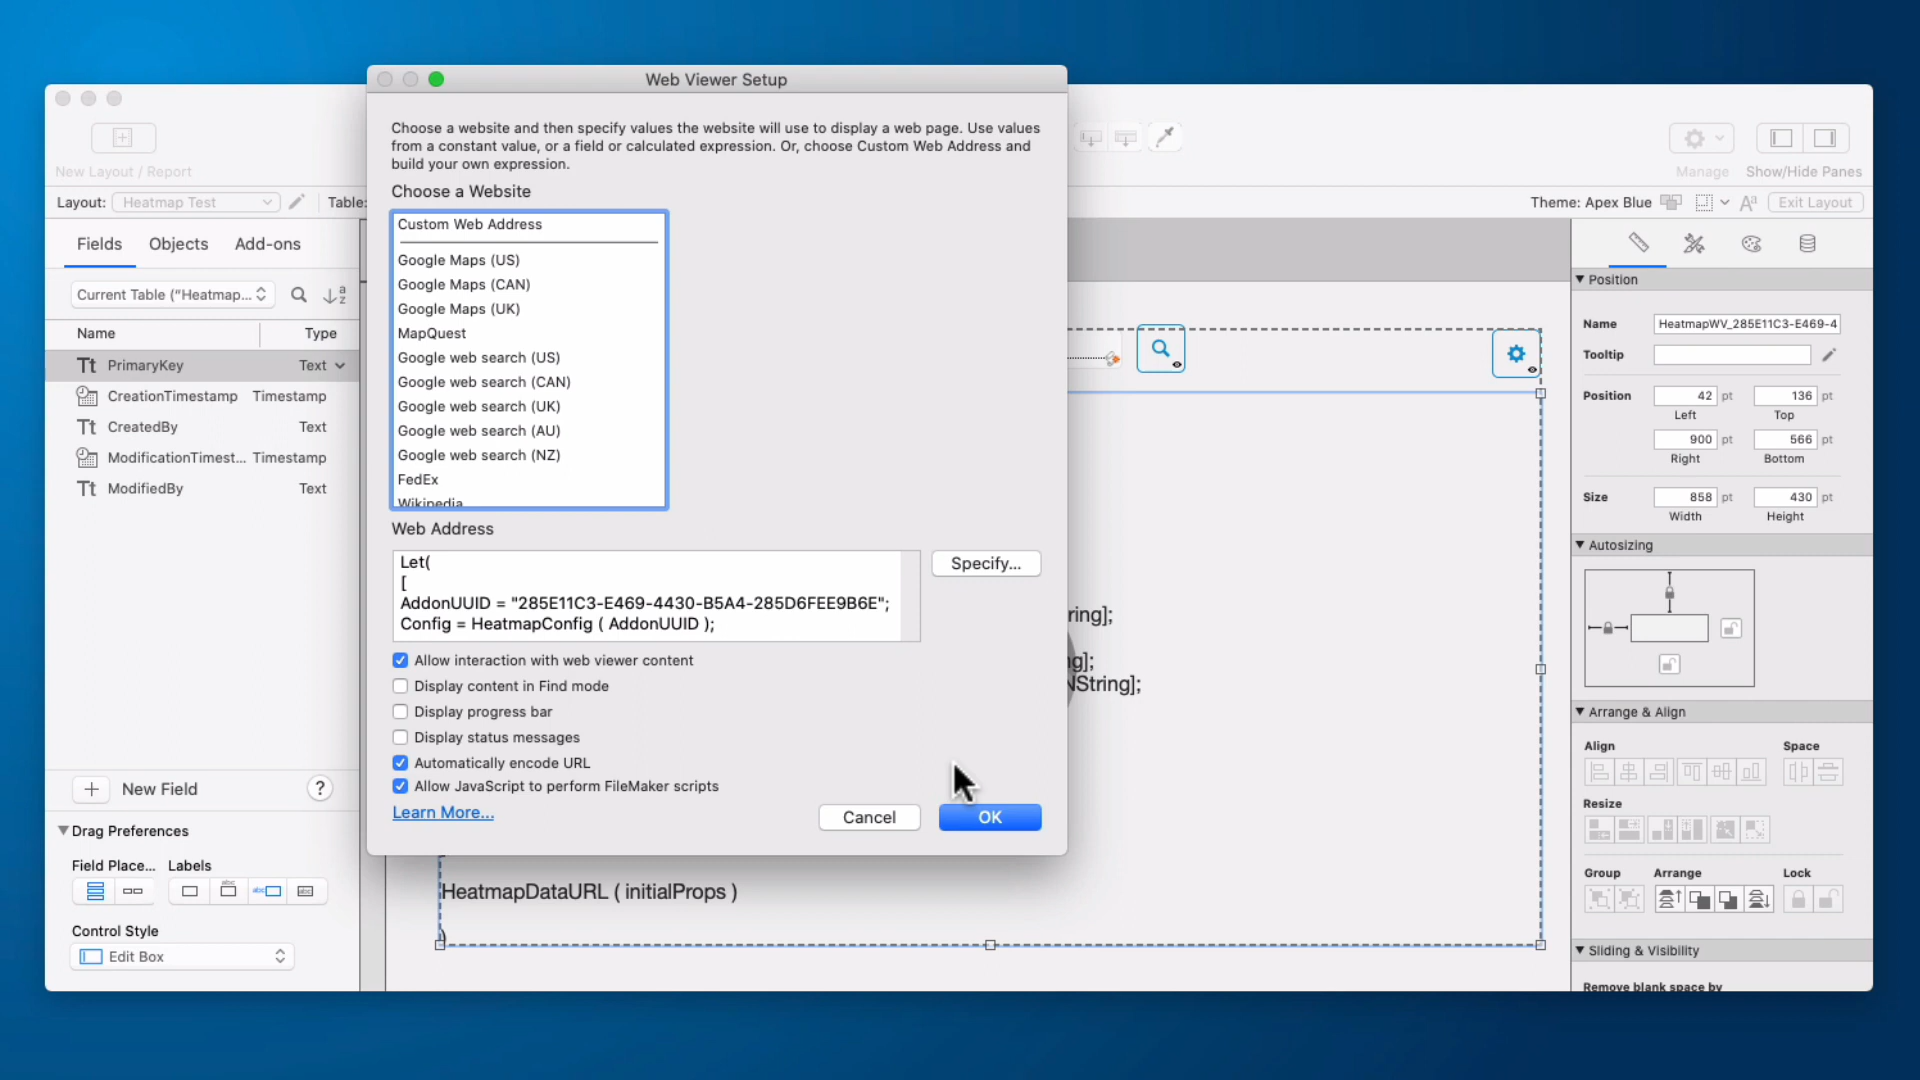 Web Viewer Setup
Choose a website and then specify values the website will use to display a web page. Use values
from a constant value, or a field or calculated expression. Or, choose Custom Web Address and
build your own expression.
Choose a Website
Custom Web Address
Google Maps (US)
Google Maps (CAN)
Google Maps (UK)
MapQuest
Google web search (US)
Google web search (CAN)
Google web search (UK)
Google web search (AU)
Google web search (NZ)
FedEx
Wikipedia
Web Address
Let(
[
AddonUUID = "285E11C3-E469-4430-B5A4-285D6FEE9B6E";
Config = HeatmapConfig ( AddonUUID );
Specify...
Allow interaction with web viewer content
Display content in Find mode
Display progress bar
Display status messages
Automatically encode URL
Allow JavaScript to perform FileMaker scripts
Learn More...
Cancel
OK
New Layout / Report
Layout: Heatmap Test
Table:
Fields Objects Add-ons
Current Table ("Heatmap...
Name Type
Tt PrimaryKey Text
CreationTimestamp Timestamp
Tt CreatedBy Text
ModificationTimest... Timestamp
Tt ModifiedBy Text
+ New Field ?
Drag Preferences
Field Place... Labels
Control Style
Edit Box
ring];
g];
NString];
HeatmapDataURL ( initialProps )
)
Manage Show/Hide Panes
Theme: Apex Blue Exit Layout
Position
Name HeatmapWV_285E11C3-E469-4
Tooltip
Position 42 pt 136 pt
Left Top
900 pt 566 pt
Right Bottom
Size 858 pt 430 pt
Width Height
Autosizing
Arrange & Align
Align Space
Resize
Group Arrange Lock
Sliding & Visibility
Remove blank space by